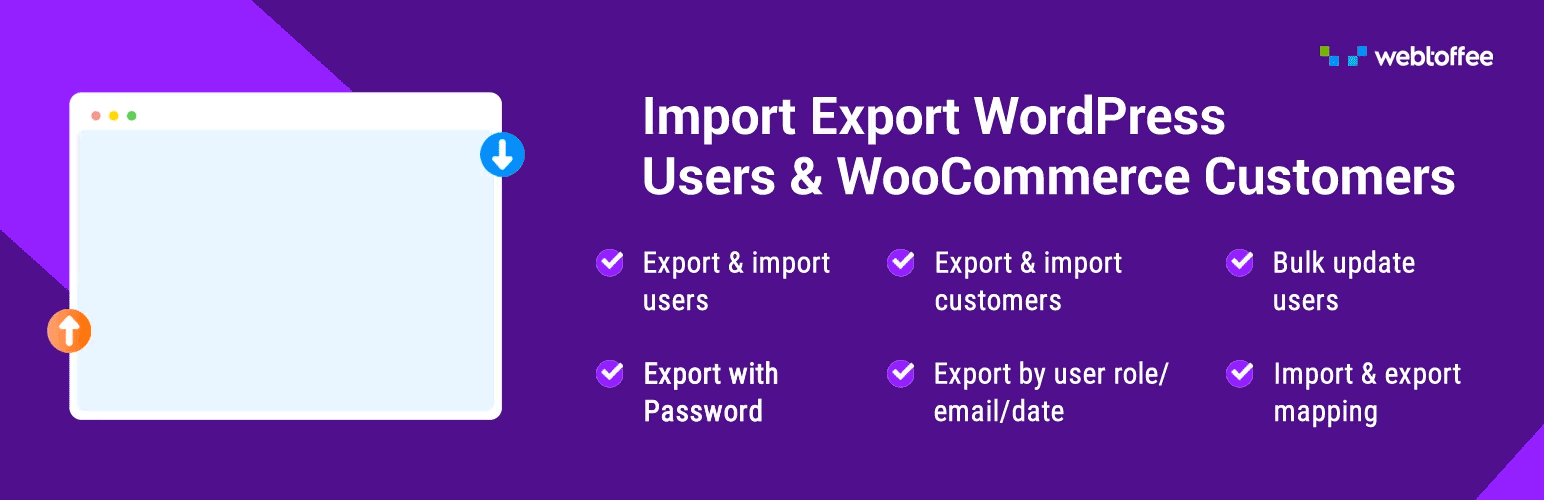 webtoffee
Import Export WordPress
Users & WooCommerce Customers
Export & import
users
Export & import
customers
Bulk update
users
Export with
Password
Export by user role/
email/date
Import & export
mapping